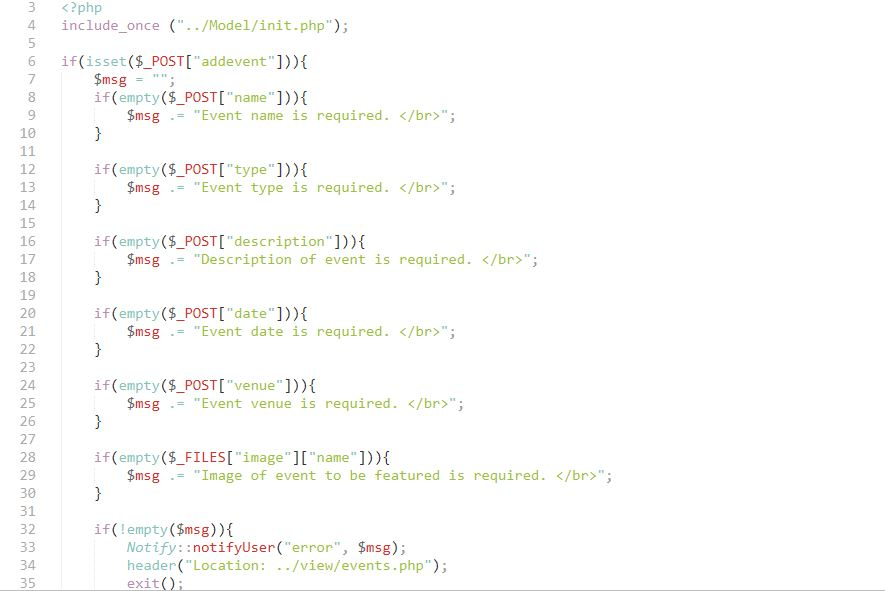 3 <?php
4 include_once ("../Model/init.php");
5
6 if(isset($_POST["addevent"])){
7 $msg = "";
8 if(empty($_POST["name"])){
9 $msg .= "Event name is required. </br>";
10 }
11
12 if(empty($_POST["type"])){
13 $msg .= "Event type is required. </br>";
14 }
15
16 if(empty($_POST["description"])){
17 $msg .= "Description of event is required. </br>";
18 }
19
20 if(empty($_POST["date"])){
21 $msg .= "Event date is required. </br>";
22 }
23
24 if(empty($_POST["venue"])){
25 $msg .= "Event venue is required. </br>";
26 }
27
28 if(empty($_FILES["image"]["name"])){
29 $msg .= "Image of event to be featured is required. </br>";
30 }
31
32 if(!empty($msg)){
33 Notify::notifyUser("error", $msg);
34 header("Location: ../view/events.php");
35 exit();